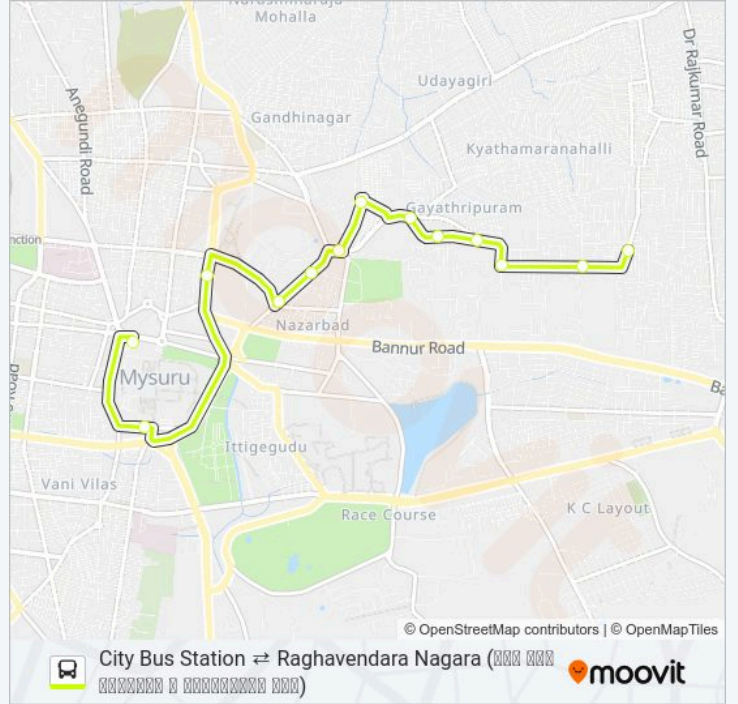 Mohalla
Udayagiri
Dr Rajkumar Road
Anegundi Road
Gandhinagar
Kyathamaranahalli
Gayathripuram
nction
Nazarbad
Bannur Road
Mysuru
Ba
Ittigegudu
Vani Vilas
K C Layout
Race Course
© OpenStreetMap contributors | © OpenMapTiles
City Bus Station ⇄ Raghavendara Nagara (
)
moovit